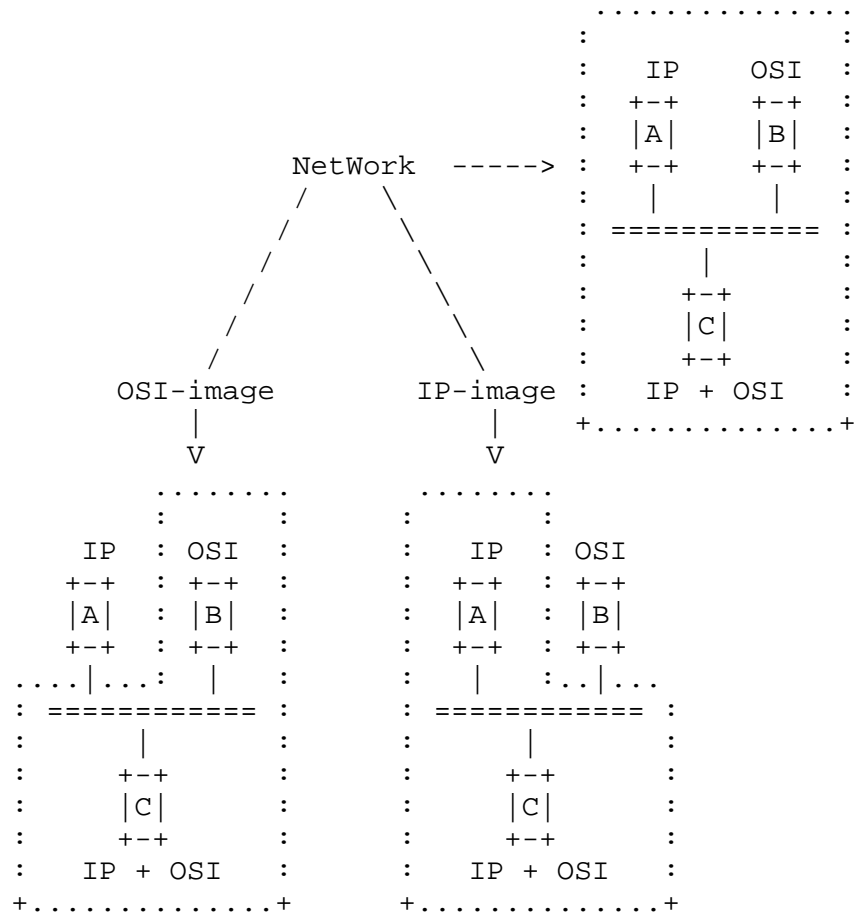 IP OSI
A B
NetWork ----->
C
OSI-image IP-image IP + OSI
V V
IP OSI IP OSI
A B A B
C C
IP + OSI IP + OSI